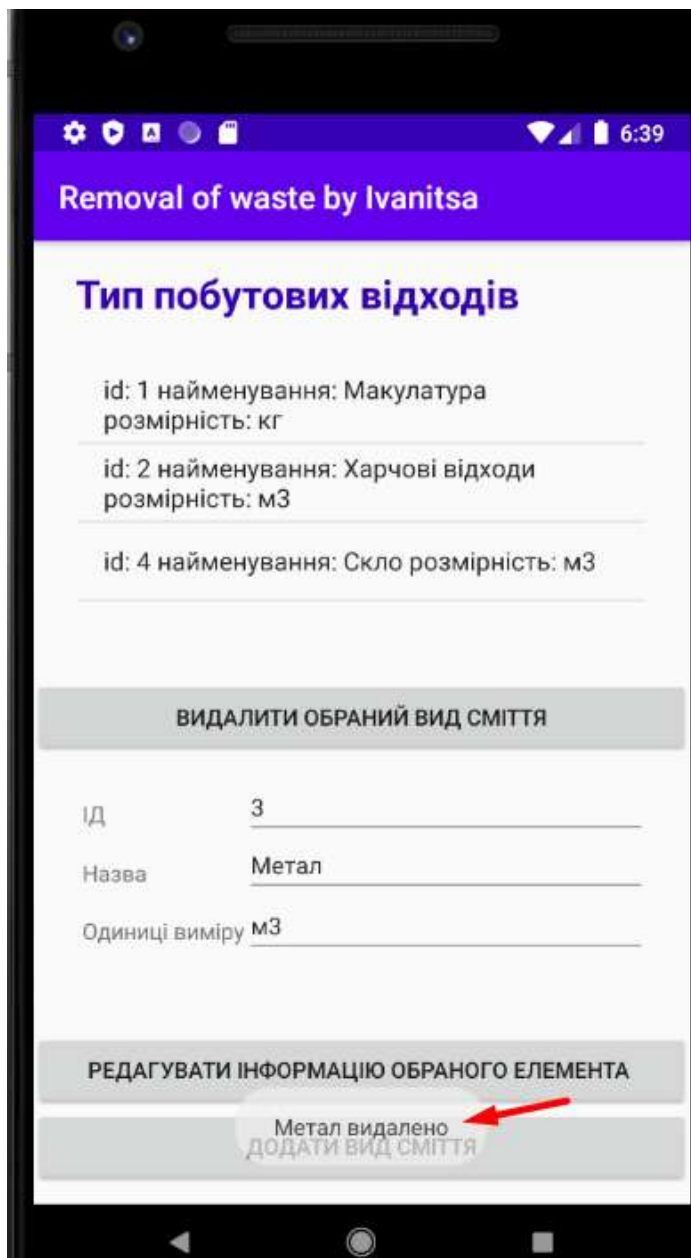 6:39
Removal of waste by Ivanitsa
Тип побутових відходів
id: 1 найменування: Макулатура
розмірність: кг
id: 2 найменування: Харчові відходи
розмірність: м3
id: 4 найменування: Скло розмірність: м3
ВИДАЛИТИ ОБРАНИЙ ВИД СМІТТЯ
ІД 3
Назва Метал
Одиниці виміру м3
РЕДАГУВАТИ ІНФОРМАЦІЮ ОБРАНОГО ЕЛЕМЕНТА
Метал видалено
ДОДАТИ ВИД СМІТТЯ